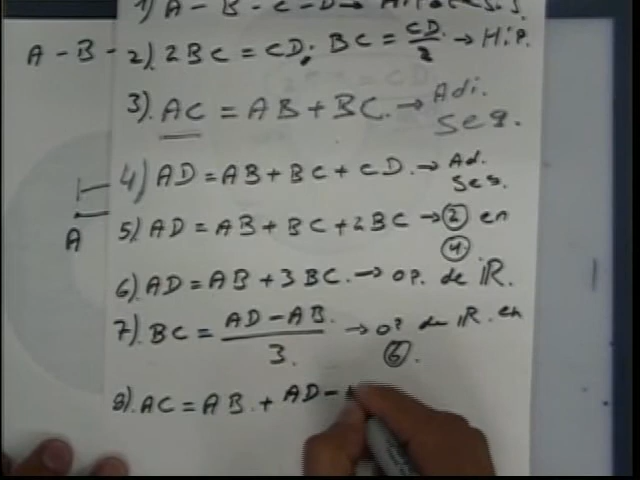 1) A - B - C - D →
A - B -
2). 2BC = CD; BC = CD/2 → Hip.
3). AC = AB + BC. → Adi. Seg.
4) AD = AB + BC + CD. → Ad. Seg.
A
5) AD = AB + BC + 2BC → ② en ④
6). AD = AB + 3BC. → op. de ℝ.
7). BC = AD - AB. / 3. → op de ℝ. en ⑥.
8). AC = AB. + AD -